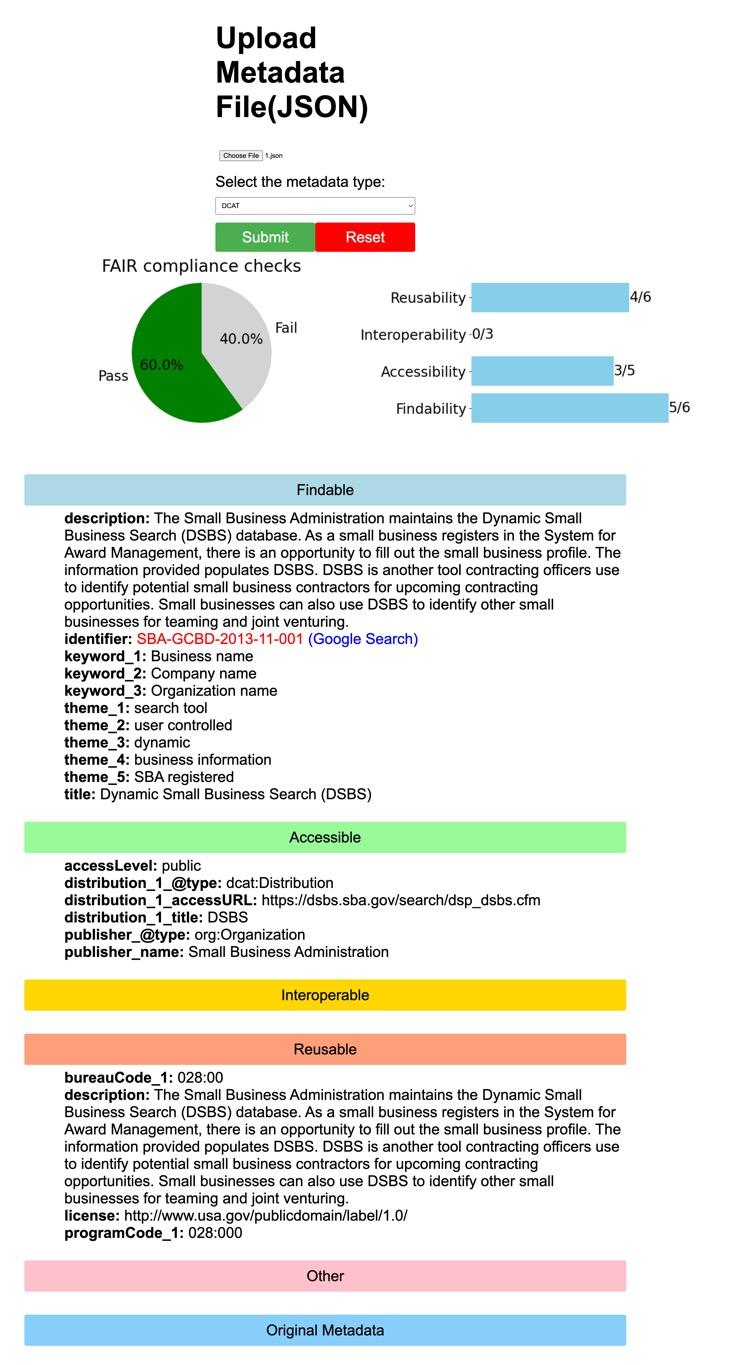 Upload
Metadata
File(JSON)
Choose File 1.json
Select the metadata type:
DCAT
Submit Reset
FAIR compliance checks
Fail
40.0%
60.0%
Pass
Reusability 4/6
Interoperability 0/3
Accessibility 3/5
Findability 5/6
Findable
description: The Small Business Administration maintains the Dynamic Small
Business Search (DSBS) database. As a small business registers in the System for
Award Management, there is an opportunity to fill out the small business profile. The
information provided populates DSBS. DSBS is another tool contracting officers use
to identify potential small business contractors for upcoming contracting
opportunities. Small businesses can also use DSBS to identify other small
businesses for teaming and joint venturing.
identifier: SBA-GCBD-2013-11-001 (Google Search)
keyword_1: Business name
keyword_2: Company name
keyword_3: Organization name
theme_1: search tool
theme_2: user controlled
theme_3: dynamic
theme_4: business information
theme_5: SBA registered
title: Dynamic Small Business Search (DSBS)
Accessible
accessLevel: public
distribution_1_@type: dcat:Distribution
distribution_1_accessURL: https://dsbs.sba.gov/search/dsp_dsbs.cfm
distribution_1_title: DSBS
publisher_@type: org:Organization
publisher_name: Small Business Administration
Interoperable
Reusable
bureauCode_1: 028:00
description: The Small Business Administration maintains the Dynamic Small
Business Search (DSBS) database. As a small business registers in the System for
Award Management, there is an opportunity to fill out the small business profile. The
information provided populates DSBS. DSBS is another tool contracting officers use
to identify potential small business contractors for upcoming contracting
opportunities. Small businesses can also use DSBS to identify other small
businesses for teaming and joint venturing.
license: http://www.usa.gov/publicdomain/label/1.0/
programCode_1: 028:000
Other
Original Metadata